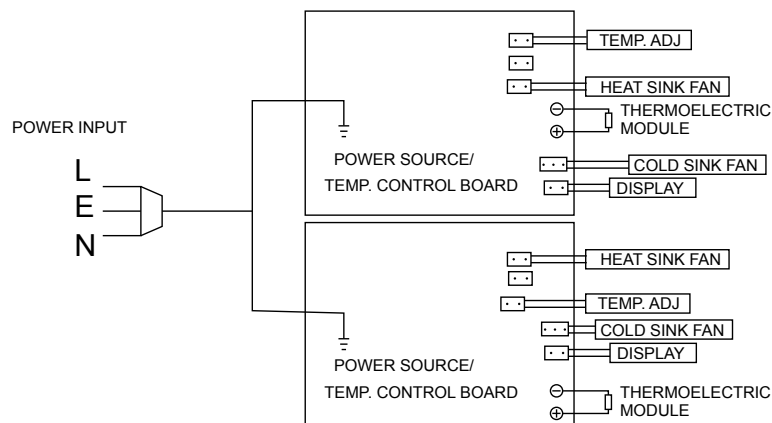 POWER INPUT
L
E
N
TEMP. ADJ
HEAT SINK FAN
THERMOELECTRIC
MODULE
POWER SOURCE/
TEMP. CONTROL BOARD
COLD SINK FAN
DISPLAY
HEAT SINK FAN
TEMP. ADJ
COLD SINK FAN
DISPLAY
POWER SOURCE/
TEMP. CONTROL BOARD
THERMOELECTRIC
MODULE